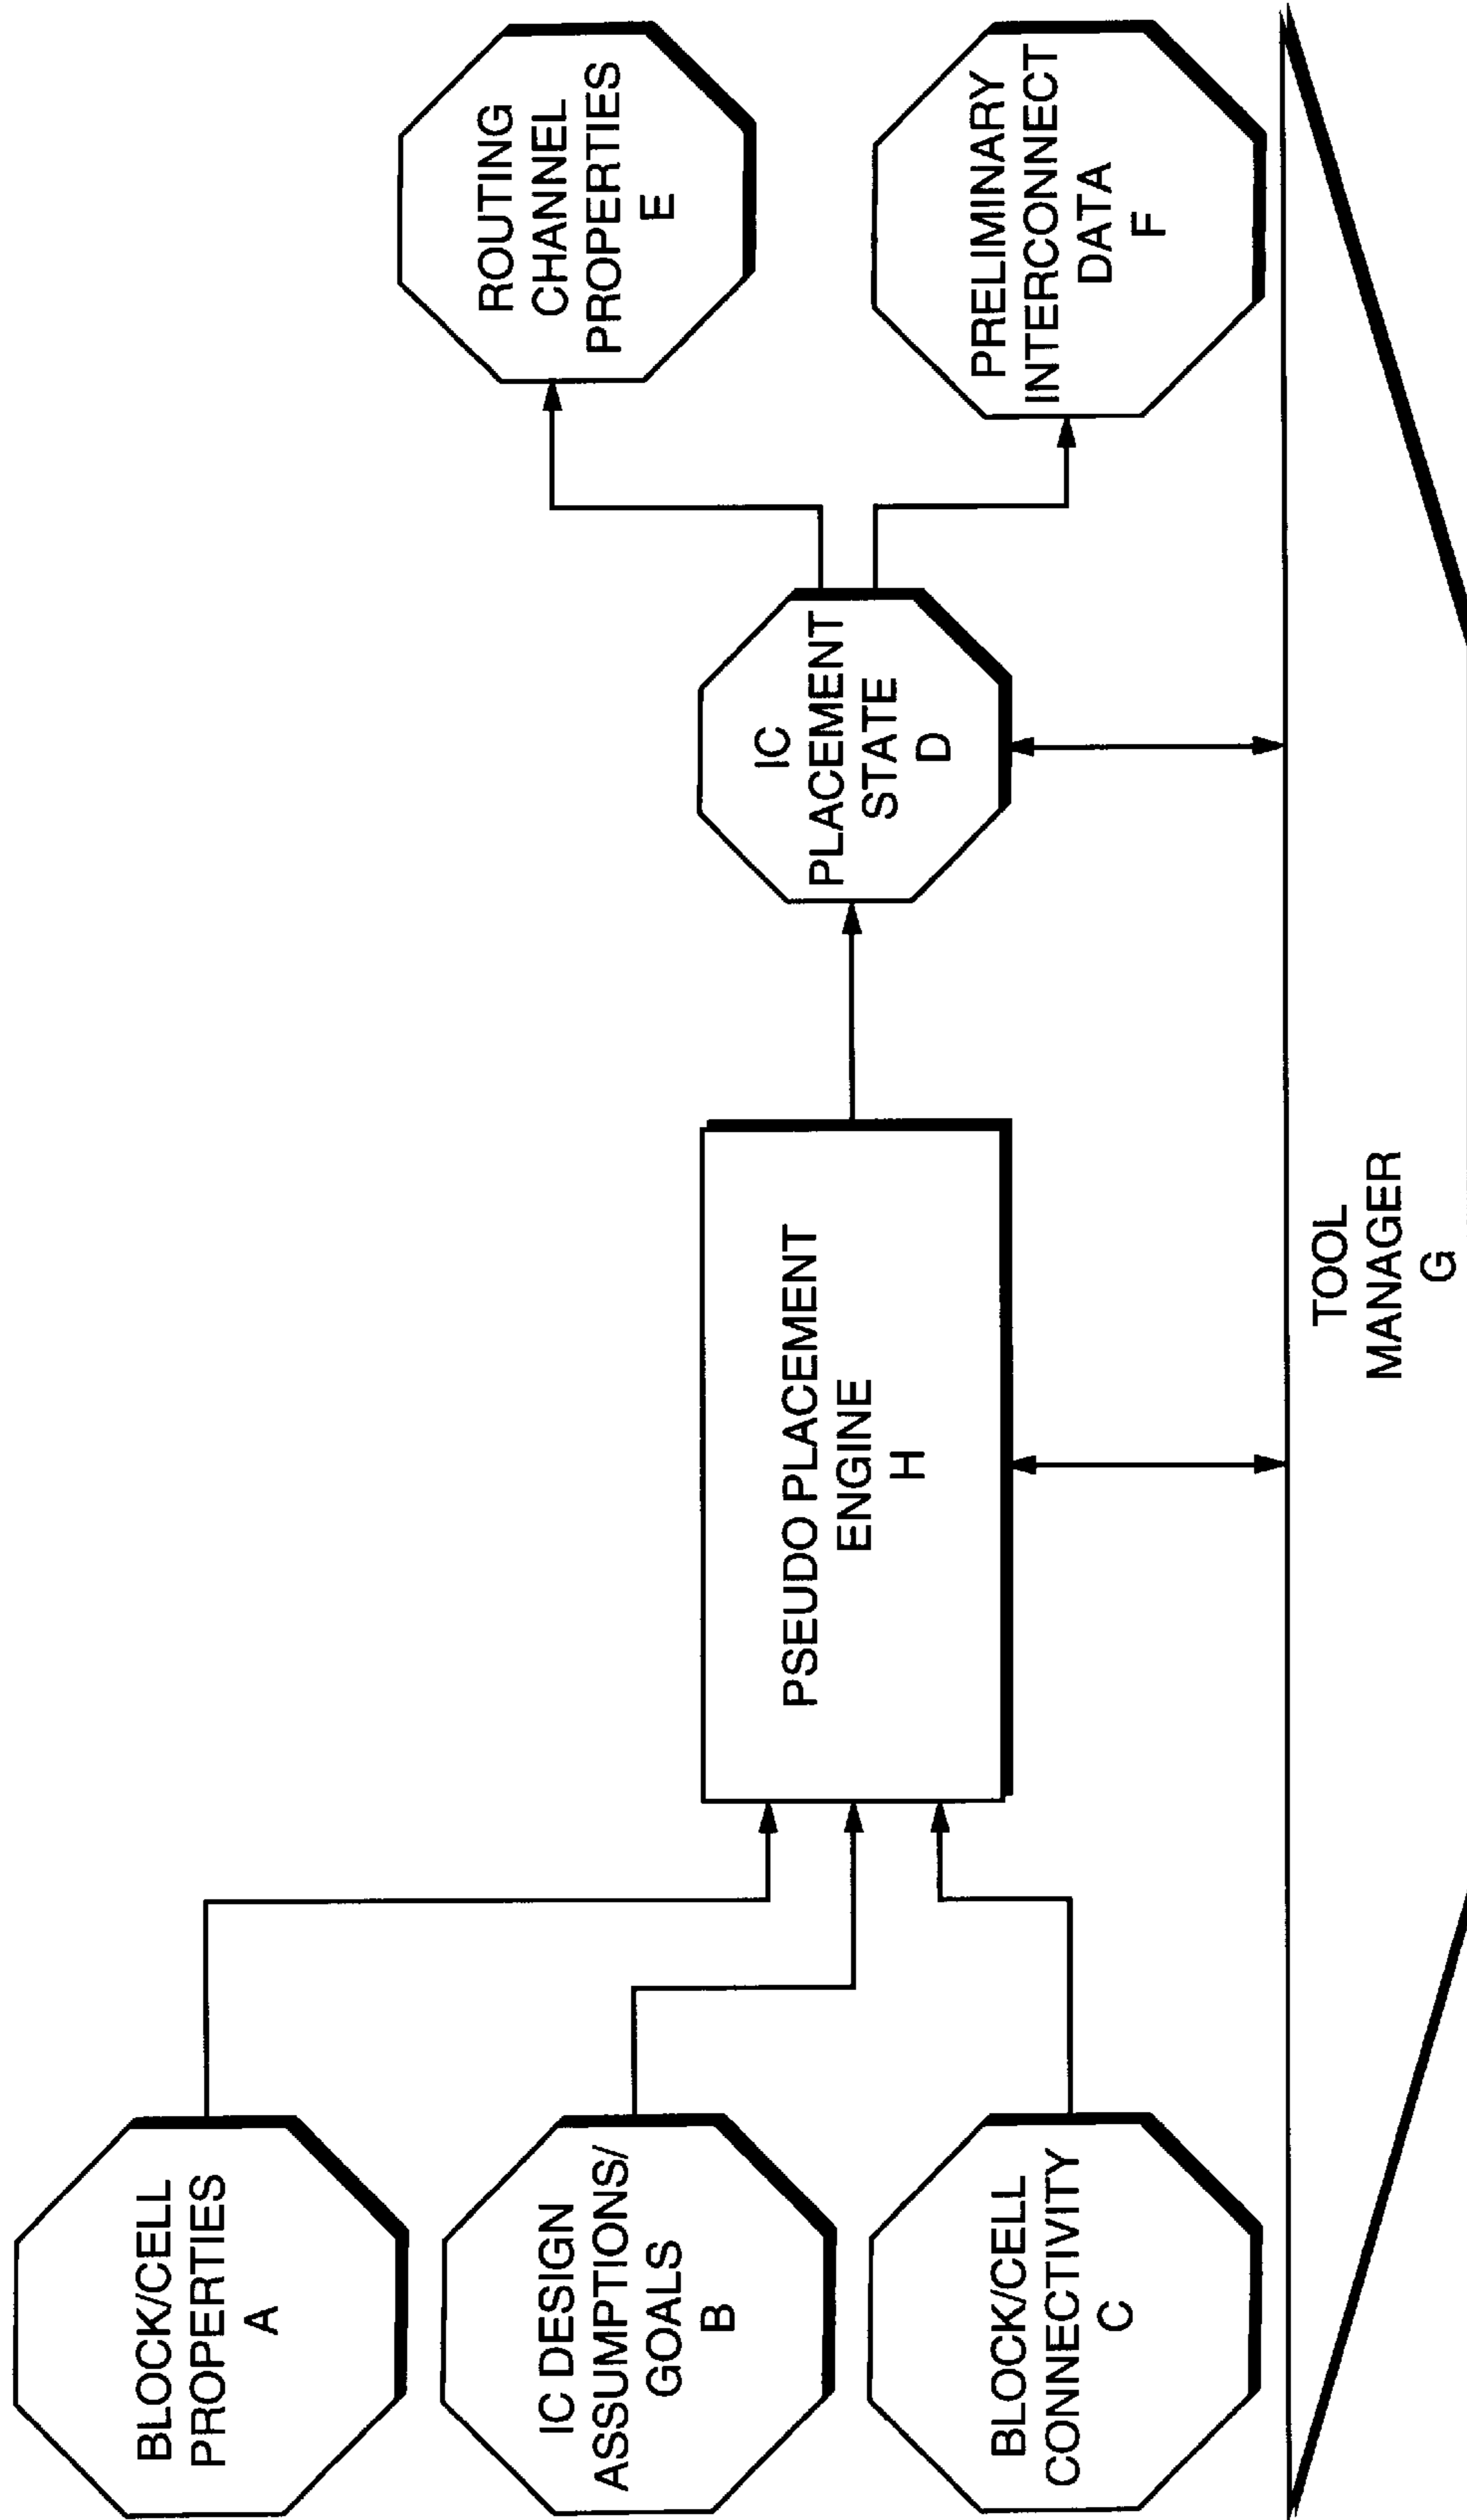 BLOCK/CELL
PROPERTIES
A
IC DESIGN
ASSUMPTIONS/
GOALS
B
BLOCK/CELL
CONNECTIVITY
C
PSEUDO PLACEMENT
ENGINE
H
IC
PLACEMENT
STATE
D
ROUTING
CHANNEL
PROPERTIES
E
PRELIMINARY
INTERCONNECT
DATA
F
TOOL
MANAGER
G